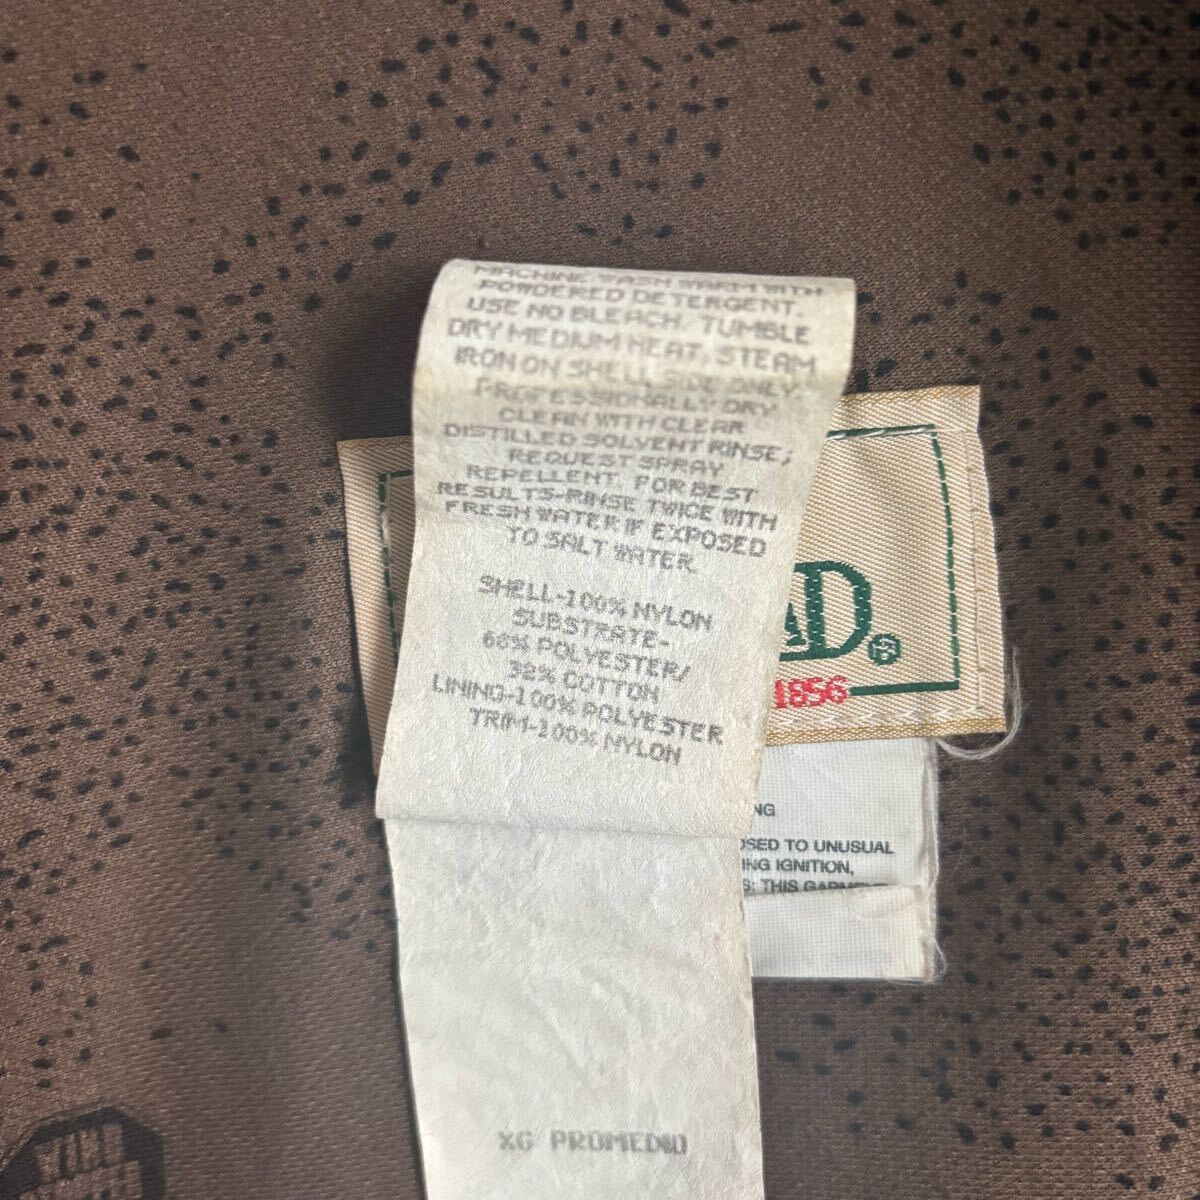 MACHINE WASH WARM WITH
POWDERED DETERGENT.
USE NO BLEACH. TUMBLE
DRY MEDIUM HEAT. STEAM
IRON ON SHELL SIDE ONLY.
PROFESSIONALLY DRY
CLEAN WITH CLEAR
DISTILLED SOLVENT RINSE;
REQUEST SPRAY
REPELLENT. FOR BEST
RESULTS-RINSE TWICE WITH
FRESH WATER IF EXPOSED
TO SALT WATER.
SHELL-100% NYLON
SUBSTRATE-
68% POLYESTER/
32% COTTON
LINING-100% POLYESTER
TRIM-100% NYLON
AD®
1856
NG
OSED TO UNUSUAL
ING IGNITION,
S: THIS GARMENT
XG PROMEDIO